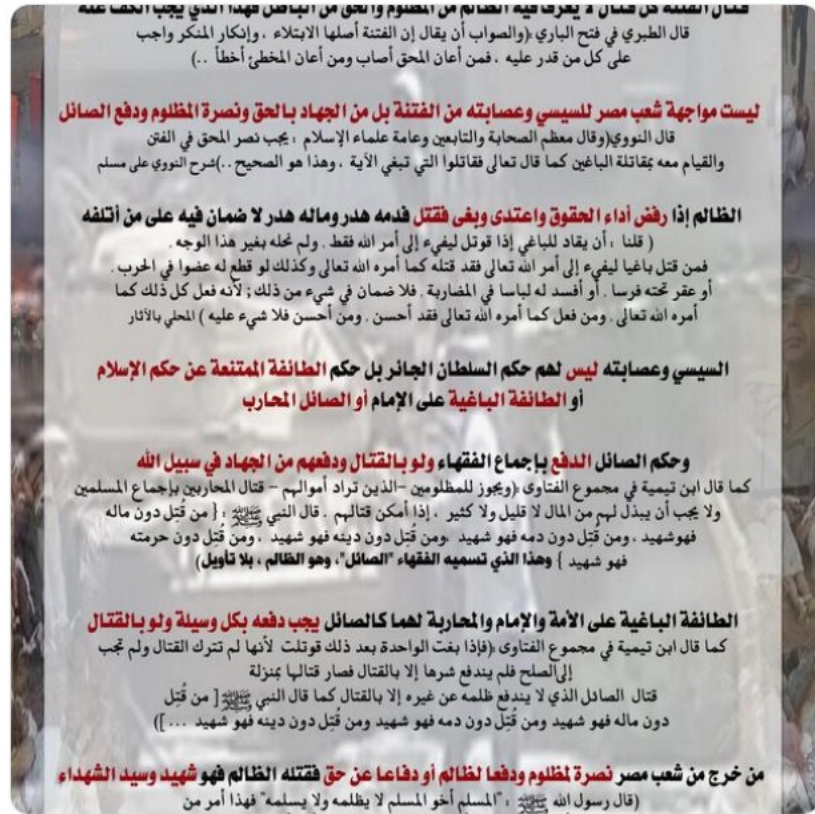 قتال الفتنة كل قتال لا يعرف فيه الظالم من المظلوم والحق من الباطل فهذا الذي يجب الكف عنه
قال الطبري في فتح الباري :(والصواب أن يقال إن الفتنة أصلها الابتلاء ، وإنكار المنكر واجب
على كل من قدر عليه ، فمن أعان المحق أصاب ومن أعان المخطئ أخطأ ..)
ليست مواجهة شعب مصر للسيسي وعصابته من الفتنة بل من الجهاد بالحق ونصرة المظلوم ودفع الصائل
قال النووي(وقال معظم الصحابة والتابعين وعامة علماء الإسلام : يجب نصر المحق في الفتن
والقيام معه بمقاتلة الباغين كما قال تعالى فقاتلوا التي تبغي الآية ، وهذا هو الصحيح..)شرح النووي على مسلم
الظالم إذا رفض أداء الحقوق واعتدى وبغى فقتل فدمه هدر وماله هدر لا ضمان فيه على من أتلفه
( قلنا : أن يقاد للباغي إذا قوتل ليفيء إلى أمر الله فقط . ولم نحله بغير هذا الوجه .
فمن قتل باغيا ليفيء إلى أمر الله تعالى فقد قتله كما أمره الله تعالى وكذلك لو قطع له عضوا في الحرب .
أو عقر تحته فرسا . أو أفسد له لباسا في المضاربة . فلا ضمان في شيء من ذلك ; لأنه فعل كل ذلك كما
أمره الله تعالى . ومن فعل كما أمره الله تعالى فقد أحسن . ومن أحسن فلا شيء عليه ) المحلي بالآثار
السيسي وعصابته ليس لهم حكم السلطان الجائر بل حكم الطائفة الممتنعة عن حكم الإسلام
أو الطائفة الباغية على الإمام أو الصائل المحارب
وحكم الصائل الدفع بإجماع الفقهاء ولو بالقتال ودفعهم من الجهاد في سبيل الله
كما قال ابن تيمية في مجموع الفتاوى :(ويجوز للمظلومين -الذين تراد أموالهم - قتال المحاربين بإجماع المسلمين
ولا يجب أن يبذل لهم من المال لا قليل ولا كثير ، إذا أمكن قتالهم . قال النبي ﷺ : { من قُتِل دون ماله
فهوشهيد ، ومن قُتِل دون دمه فهو شهيد ،ومن قُتِل دون دينه فهو شهيد ، ومن قُتِل دون حرمته
فهو شهيد } وهذا الذي تسميه الفقهاء "الصائل"، وهو الظالم ، بلا تأويل)
الطائفة الباغية على الأمة والإمام والمحاربة لهما كالصائل يجب دفعه بكل وسيلة ولو بالقتال
كما قال ابن تيمية في مجموع الفتاوى :(فإذا بغت الواحدة بعد ذلك قوتلت لأنها لم تترك القتال ولم تجب
إلى الصلح فلم يندفع شرها إلا بالقتال فصار قتالها بمنزلة
قتال الصائل الذي لا يندفع ظلمه عن غيره إلا بالقتال كما قال النبي ﷺ [ من قُتِل
دون ماله فهو شهيد ومن قُتِل دون دمه فهو شهيد ومن قُتِل دون دينه فهو شهيد ... ])
من خرج من شعب مصر نصرة لمظلوم ودفعا لظالم أو دفاعا عن حق فقتله الظالم فهو شهيد وسيد الشهداء
(قال رسول الله ﷺ : "المسلم أخو المسلم لا يظلمه ولا يسلمه" فهذا أمر من